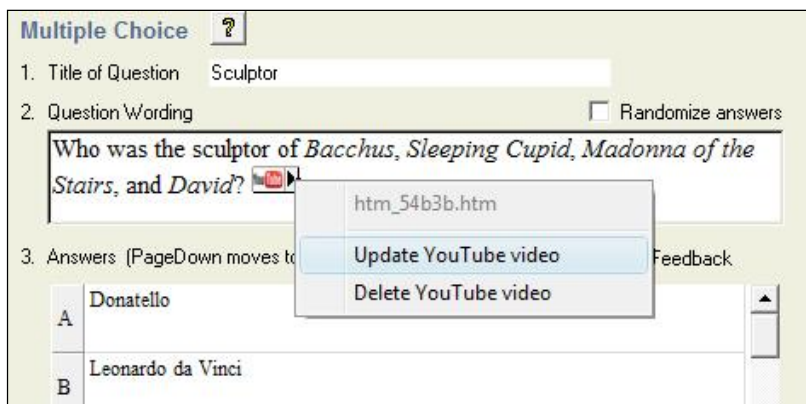 Multiple Choice ?
1. Title of Question Sculptor
2. Question Wording Randomize answers
Who was the sculptor of Bacchus, Sleeping Cupid, Madonna of the
Stairs, and David?
htm_54b3b.htm
Update YouTube video
3. Answers (PageDown moves to Feedback
Delete YouTube video
A Donatello
B Leonardo da Vinci